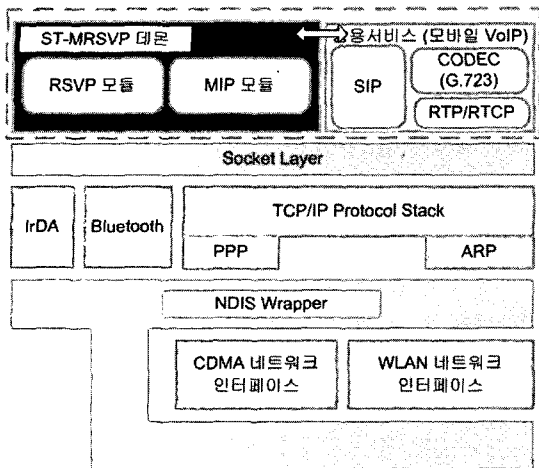 ST-MRSVP 데몬
용서비스 (모바일 VoIP)
RSVP 모듈
MIP 모듈
SIP
CODEC
(G.723)
RTP/RTCP
Socket Layer
IrDA
Bluetooth
TCP/IP Protocol Stack
PPP
ARP
NDIS Wrapper
CDMA 네트워크
인터페이스
WLAN 네트워크
인터페이스